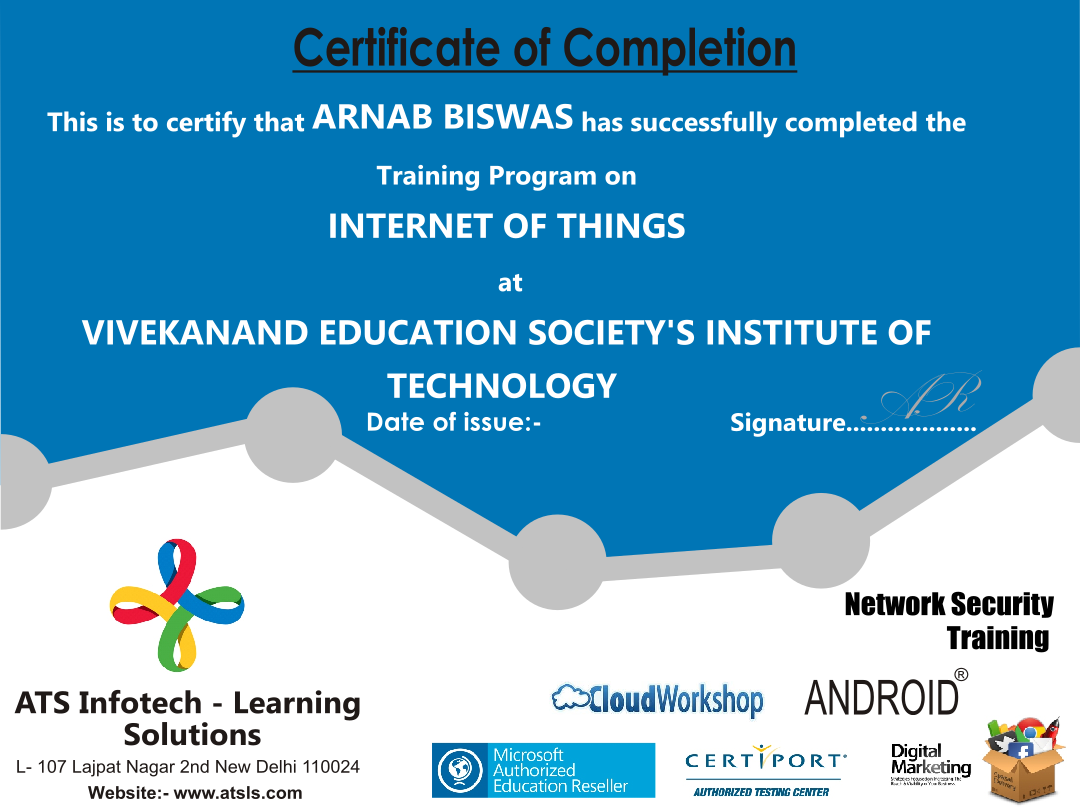 Certificate of Completion
This is to certify that ARNAB BISWAS has successfully completed the
Training Program on
INTERNET OF THINGS
at
VIVEKANAND EDUCATION SOCIETY'S INSTITUTE OF
TECHNOLOGY
Date of issue:-
Signature...................
AR
Network Security
Training
ATS Infotech - Learning
Solutions
L- 107 Lajpat Nagar 2nd New Delhi 110024
Website:- www.atsls.com
CloudWorkshop
ANDROID®
Microsoft
Authorized
Education Reseller
CERTIPORT
AUTHORIZED TESTING CENTER
Digital
Marketing